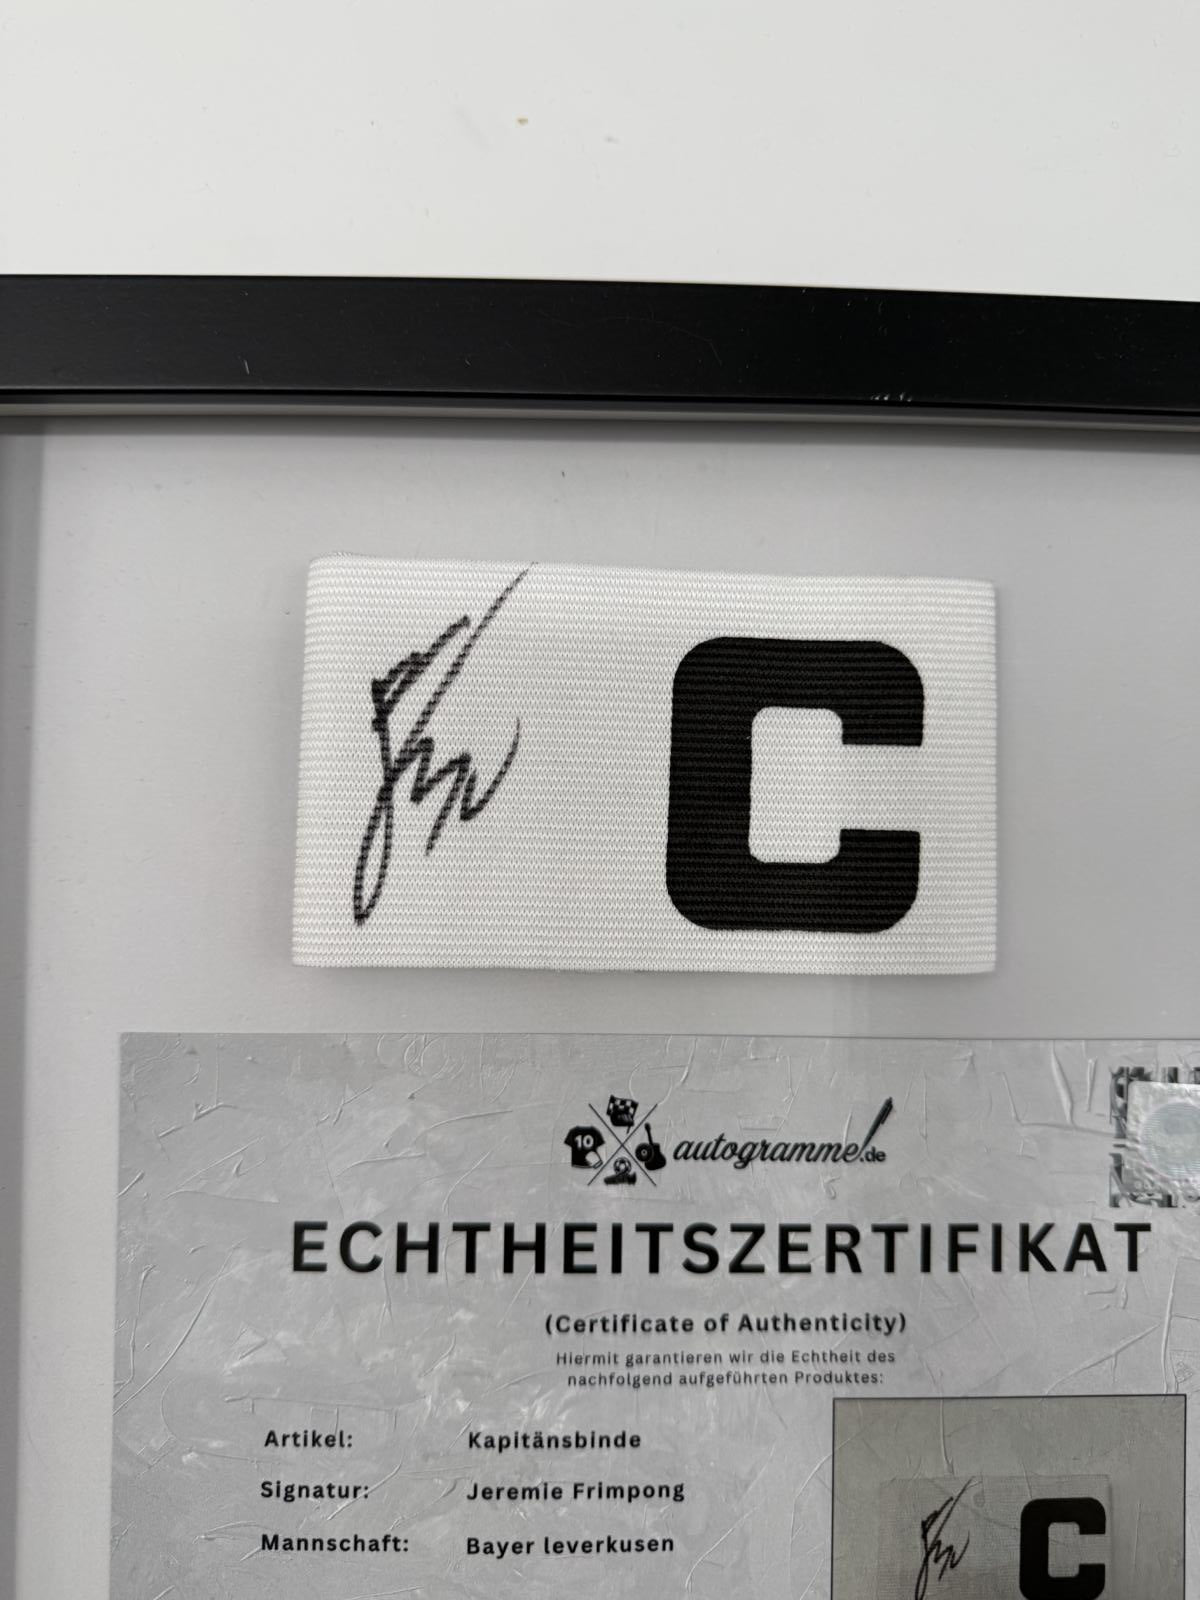 C
10
autogramme.de
ECHTHEITSZERTIFIKAT
(Certificate of Authenticity)
Hiermit garantieren wir die Echtheit des
nachfolgend aufgeführten Produktes:
Artikel: Kapitänsbinde
Signatur: Jeremie Frimpong
Mannschaft: Bayer leverkusen
C